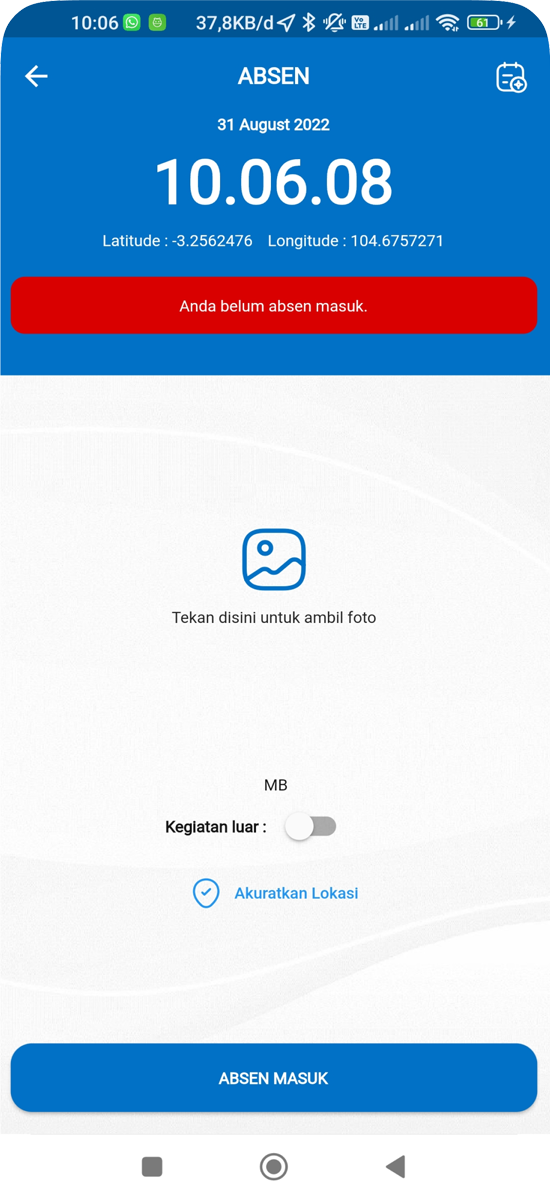 10:06 37,8KB/d Vo LTE 61
ABSEN
31 August 2022
10.06.08
Latitude : -3.2562476 Longitude : 104.6757271
Anda belum absen masuk.
Tekan disini untuk ambil foto
MB
Kegiatan luar :
Akuratkan Lokasi
ABSEN MASUK